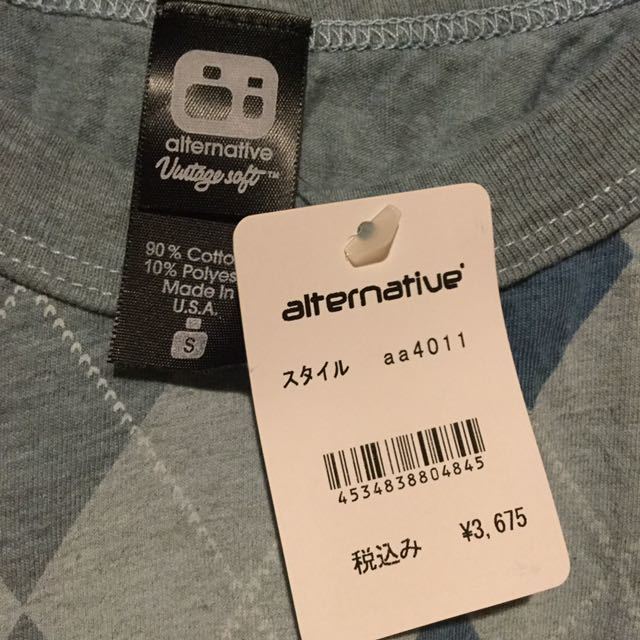 alternative
Vintage soft™
90% Cotto
10% Polyes
Made In
U.S.A.
S
alternative®
スタイル aa4011
4534838804845
税込み ¥3,675